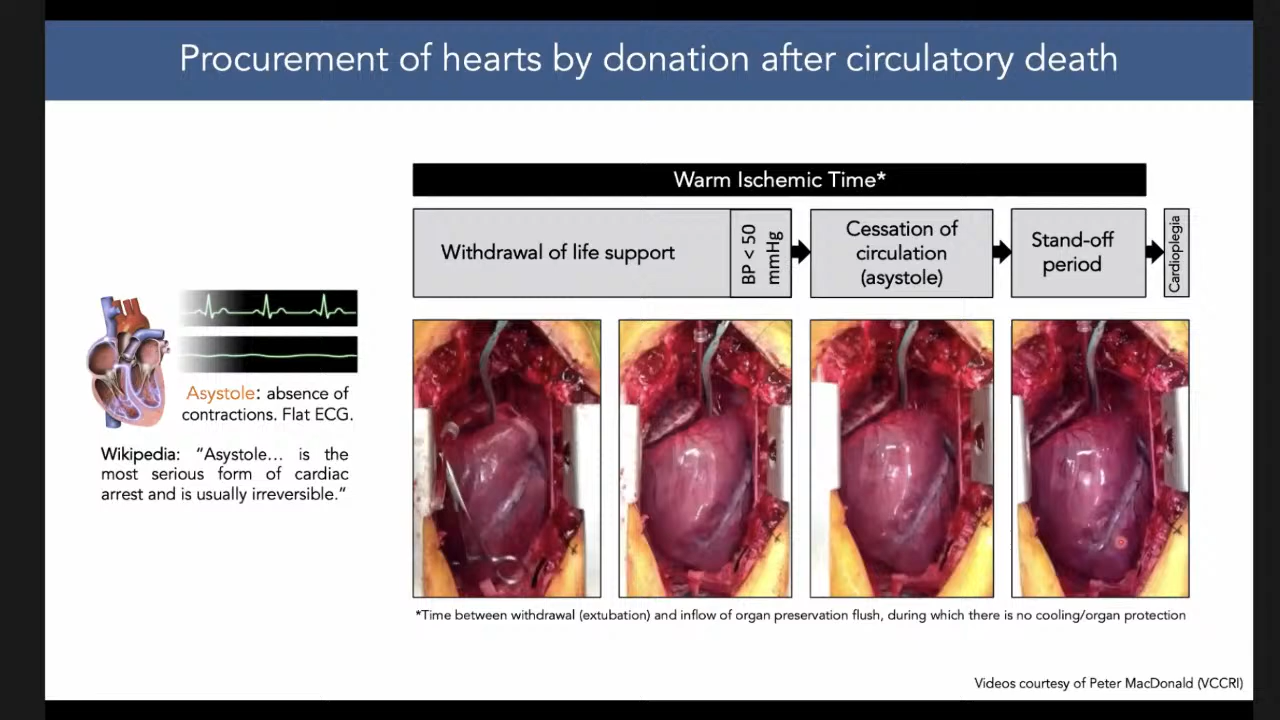 Procurement of hearts by donation after circulatory death
Warm Ischemic Time*
Withdrawal of life support
BP < 50
mmHg
Cessation of
circulation
(asystole)
Stand-off
period
Cardioplegia
Asystole: absence of
contractions. Flat ECG.
Wikipedia: “Asystole… is the
most serious form of cardiac
arrest and is usually irreversible.”
*Time between withdrawal (extubation) and inflow of organ preservation flush, during which there is no cooling/organ protection
Videos courtesy of Peter MacDonald (VCCRI)